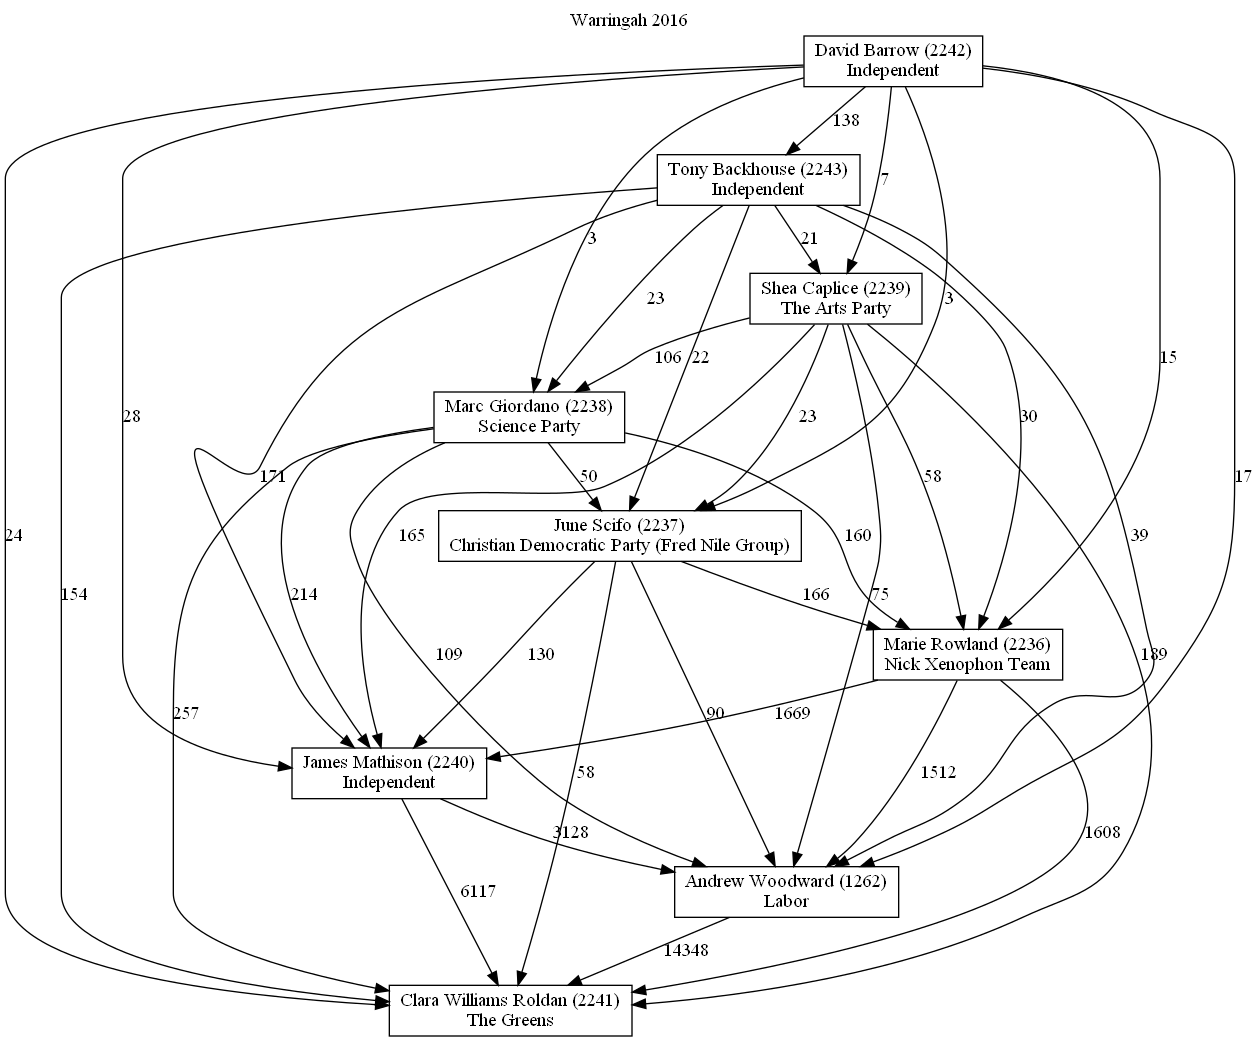 Warringah 2016
David Barrow (2242)
Independent
138
Tony Backhouse (2243)
Independent
7
3
21
23
Shea Caplice (2239)
The Arts Party
3
106
22
15
Marc Giordano (2238)
Science Party
28
23
30
171
50
58
17
June Scifo (2237)
Christian Democratic Party (Fred Nile Group)
24
165
160
39
154
214
166
75
Marie Rowland (2236)
Nick Xenophon Team
109
130
189
257
90
1669
James Mathison (2240)
Independent
58
1512
3128
1608
Andrew Woodward (1262)
Labor
6117
14348
Clara Williams Roldan (2241)
The Greens